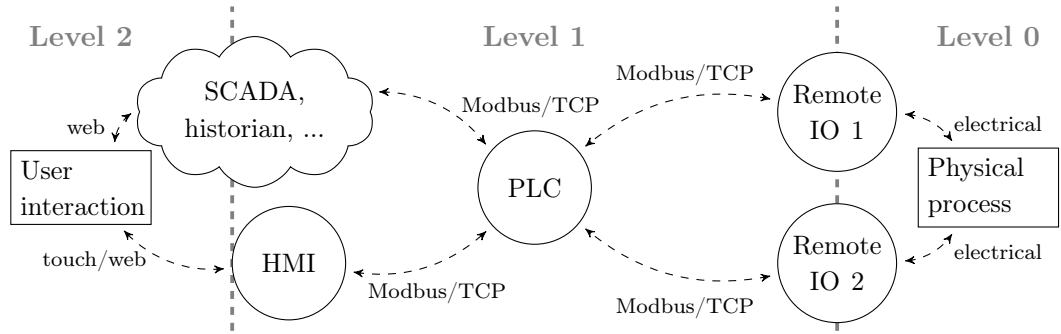 Level 2
Level 1
Level 0
SCADA,
historian, ...
web
User
interaction
touch/web
HMI
Modbus/TCP
Modbus/TCP
PLC
Modbus/TCP
Modbus/TCP
Remote
IO 1
Remote
IO 2
electrical
Physical
process
electrical